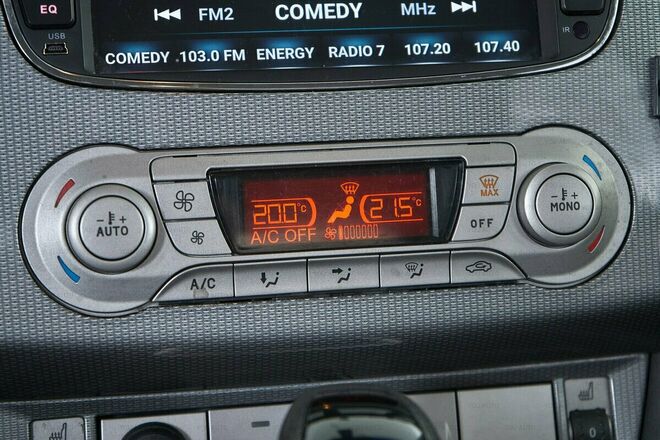 EQ
FM2 COMEDY MHz
USB
IR
COMEDY 103.0 FM ENERGY RADIO 7 107.20 107.40
MAX
20.0°C 21.5°C
- + AUTO
- + MONO
OFF
A/C OFF
A/C
0